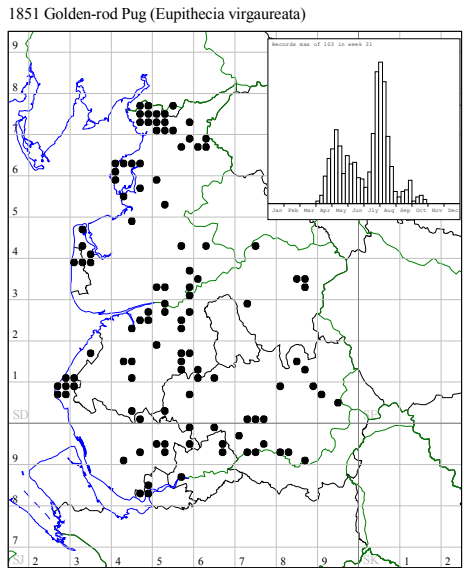 1851 Golden-rod Pug (Eupithecia virgaureata)
Records max of 103 in week 31
Jan Feb Mar Apr May Jun Jly Aug Sep Oct Nov Dec
9
8
7
6
5
4
3
2
1
SD SE
0
9
8
7
SJ 2 3 4 5 6 7 8 9 SK 1 2